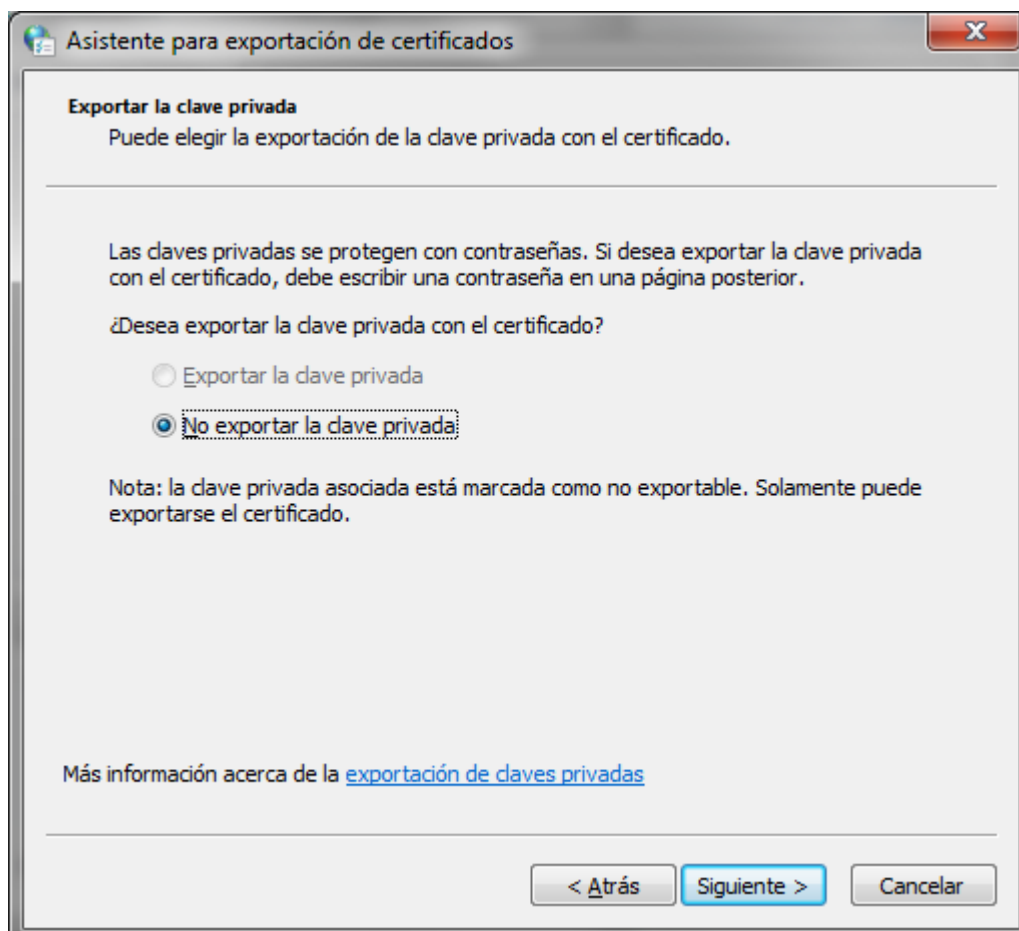 Asistente para exportación de certificados
Exportar la clave privada
Puede elegir la exportación de la clave privada con el certificado.
Las claves privadas se protegen con contraseñas. Si desea exportar la clave privada
con el certificado, debe escribir una contraseña en una página posterior.
¿Desea exportar la clave privada con el certificado?
Exportar la clave privada
No exportar la clave privada
Nota: la clave privada asociada está marcada como no exportable. Solamente puede
exportarse el certificado.
Más información acerca de la exportación de claves privadas
< Atrás
Siguiente >
Cancelar